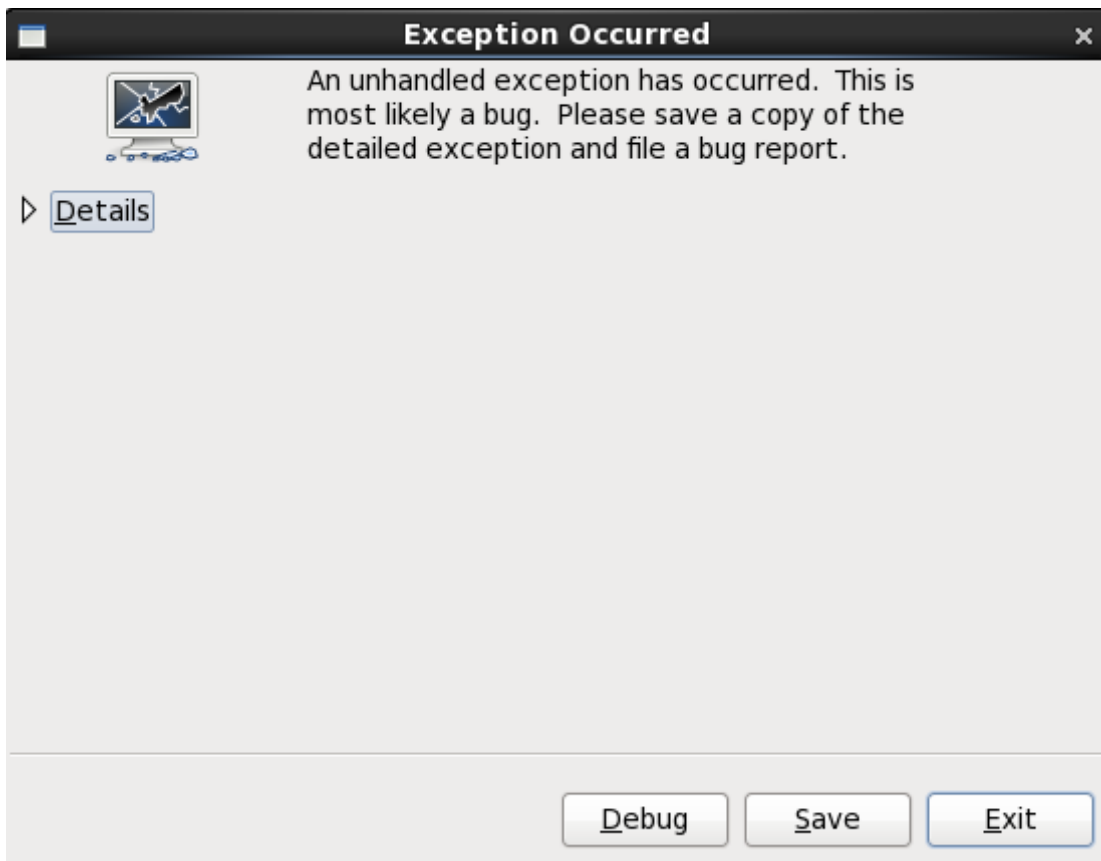 Exception Occurred
An unhandled exception has occurred.  This is
most likely a bug.  Please save a copy of the
detailed exception and file a bug report.
Details
Debug
Save
Exit